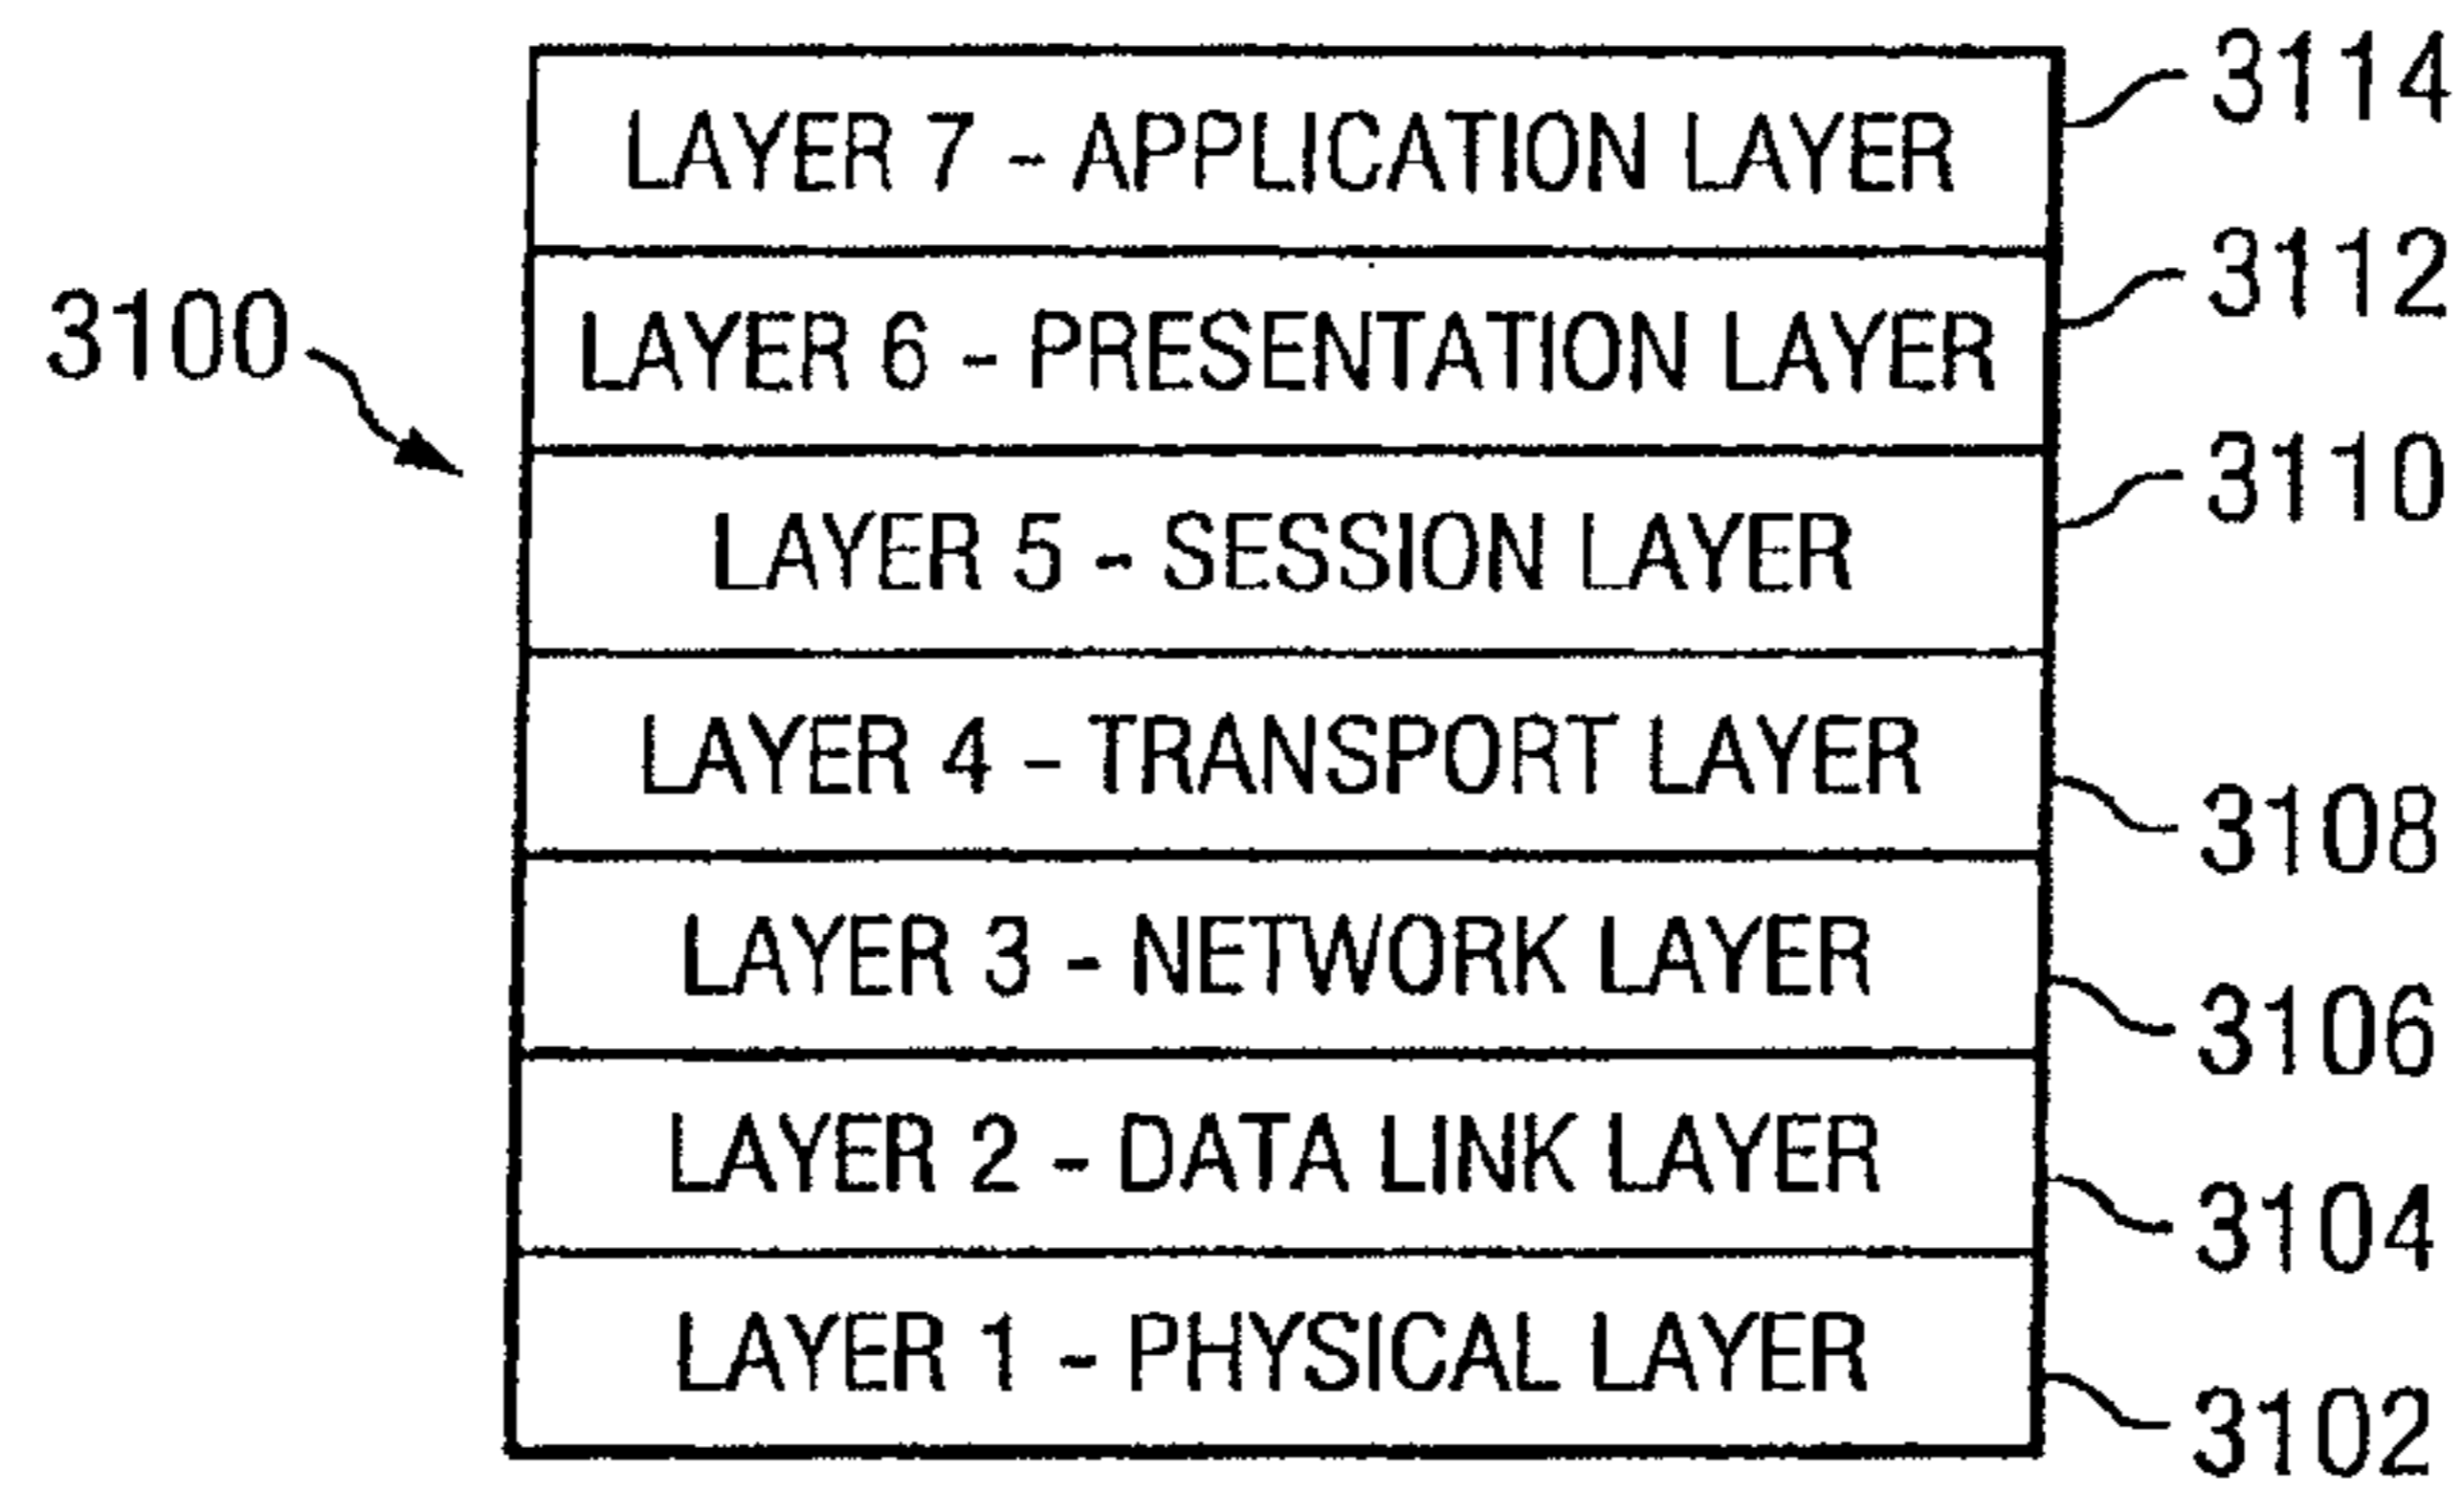 LAYER 7 - APPLICATION LAYER
3114
LAYER 6 - PRESENTATION LAYER
3112
3100
LAYER 5 - SESSION LAYER
3110
LAYER 4 - TRANSPORT LAYER
3108
LAYER 3 - NETWORK LAYER
3106
LAYER 2 - DATA LINK LAYER
3104
LAYER 1 - PHYSICAL LAYER
3102